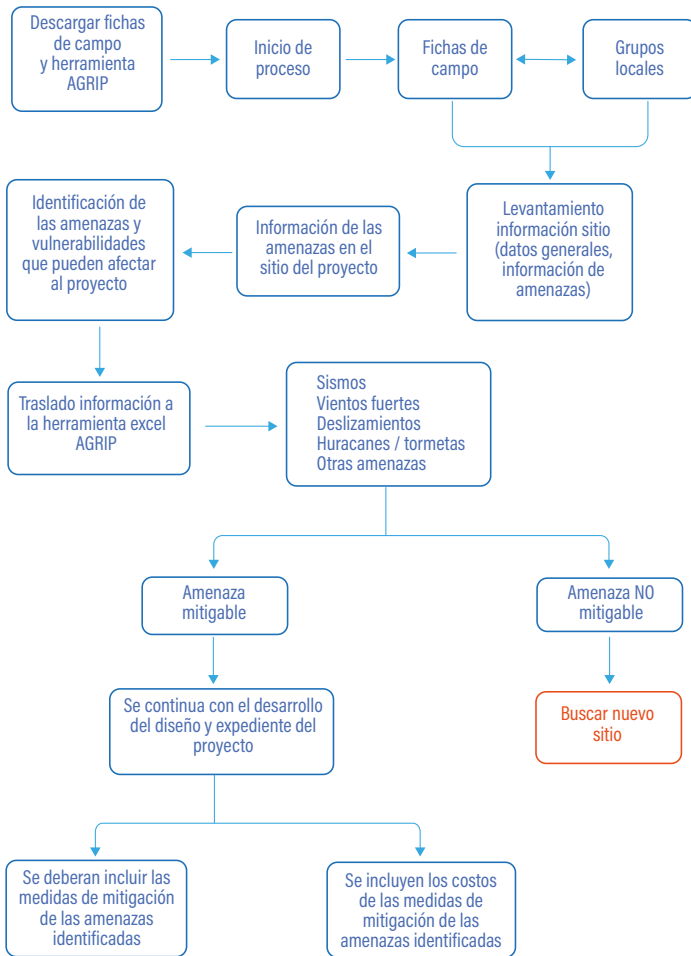 Descargar fichas
de campo
y herramienta
AGRIP
Inicio de
proceso
Fichas de
campo
Grupos
locales
Levantamiento
información sitio
(datos generales,
información de
amenazas)
Información de las
amenazas en el
sitio del proyecto
Identificación de
las amenazas y
vulnerabilidades
que pueden afectar
al proyecto
Traslado información a
la herramienta excel
AGRIP
Sismos
Vientos fuertes
Deslizamientos
Huracanes / tormetas
Otras amenazas
Amenaza
mitigable
Amenaza NO
mitigable
Se continua con el desarrollo
del diseño y expediente del
proyecto
Buscar nuevo
sitio
Se deberan incluir las
medidas de mitigación
de las amenazas
identificadas
Se incluyen los costos
de las medidas de
mitigación de las
amenazas identificadas